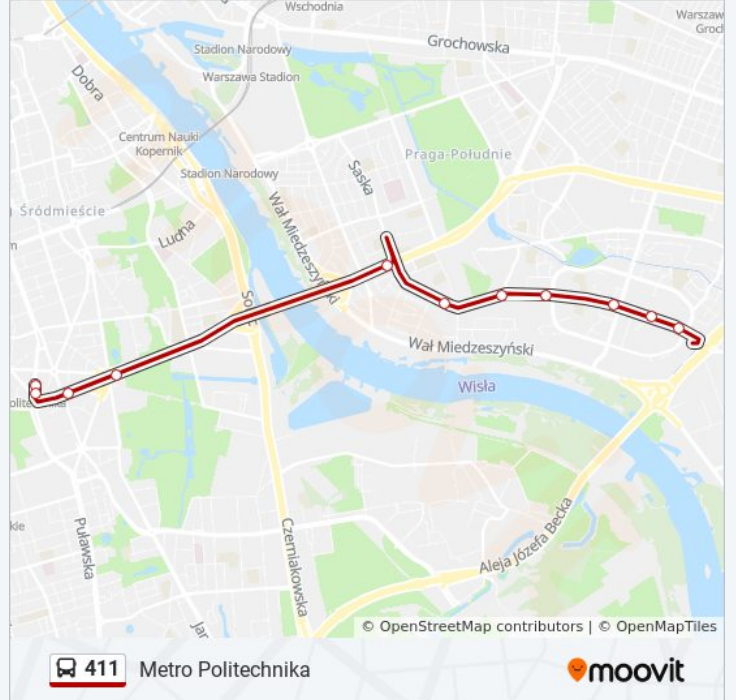 Wschodnia
Warszaw
Groch
Grochowska
Stadion Narodowy
Warszawa Stadion
Dobra
Centrum Nauki
Kopernik
Praga-Południe
Stadion Narodowy
Saska
Śródmieście
Ludna
Wał Miedzeszyński
Wał Miedzeszyński
Wisła
Puławska
Czerniakowska
Aleja Józefa Becka
© OpenStreetMap contributors | © OpenMapTiles
411 Metro Politechnika
moovit